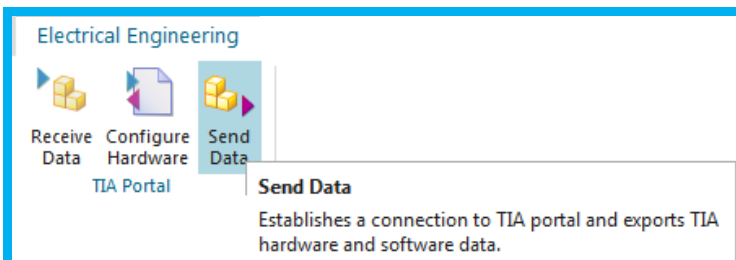 Electrical Engineering
Receive Configure Send
Data Hardware Data
TIA Portal
Send Data
Establishes a connection to TIA portal and exports TIA
hardware and software data.